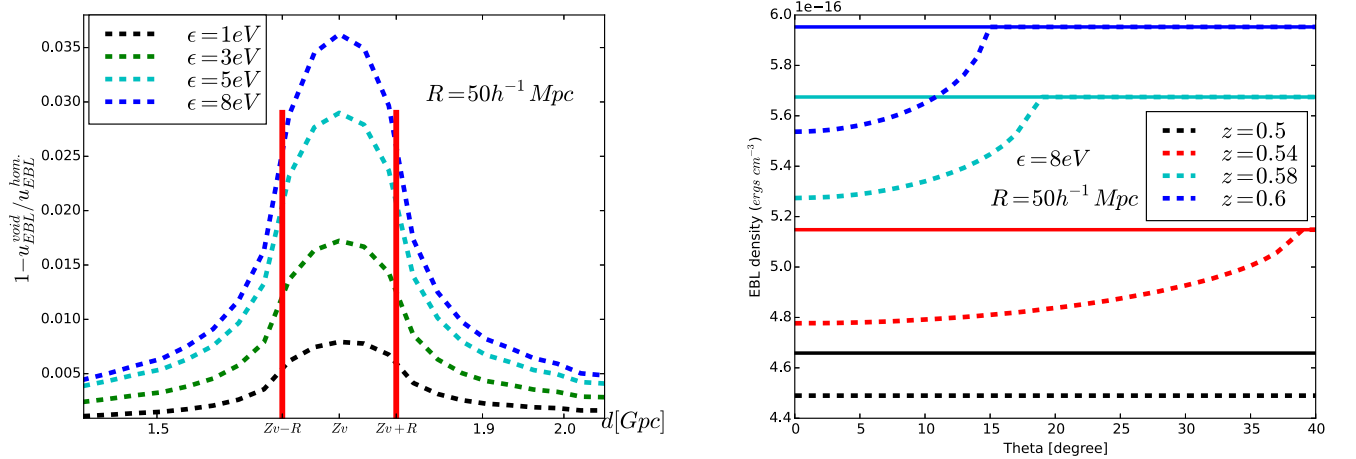 0.035
0.030
0.025
0.020
0.015
0.010
0.005
1−u_{EBL}^{void}/u_{EBL}^{hom.}
ϵ=1eV
ϵ=3eV
ϵ=5eV
ϵ=8eV
R=50h^{−1} Mpc
1.5
Zv−R
Zv
Zv+R
1.9
2.0
d[Gpc]
1e−16
6.0
5.8
5.6
5.4
5.2
5.0
4.8
4.6
4.4
EBL density (ergs cm^{−3})
ϵ=8eV
R=50h^{−1} Mpc
z=0.5
z=0.54
z=0.58
z=0.6
0
5
10
15
20
25
30
35
40
Theta [degree]